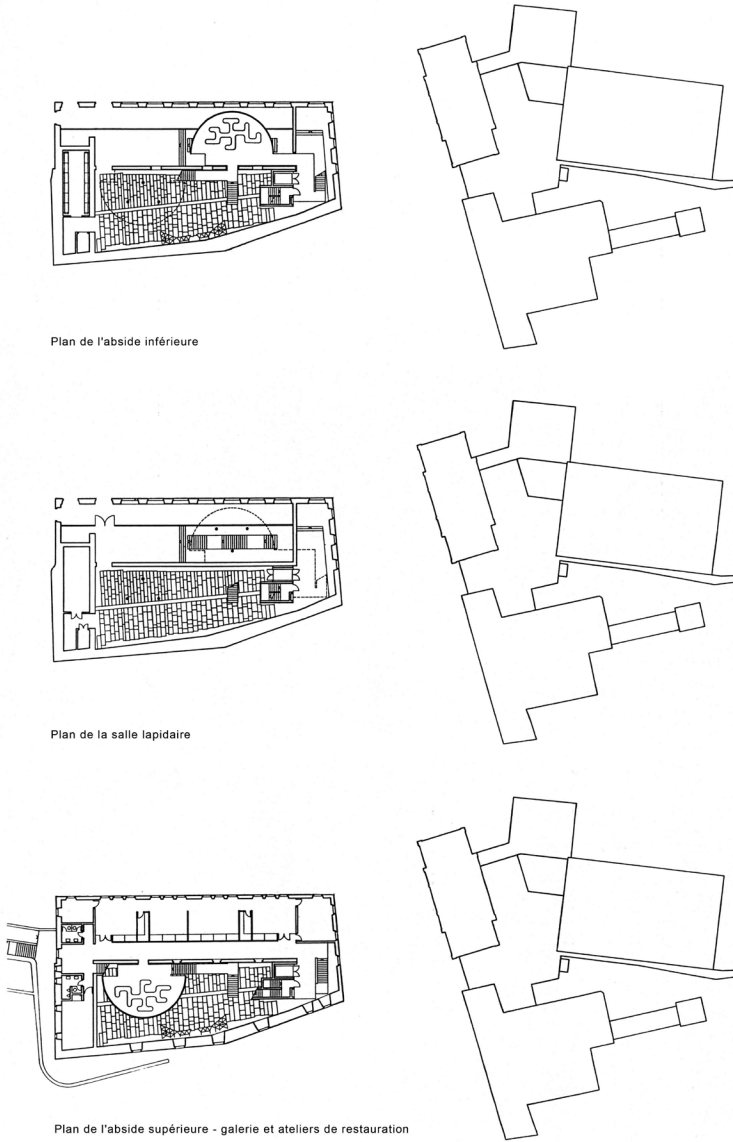 Plan de l'abside inférieure
Plan de la salle lapidaire
Plan de l'abside supérieure - galerie et ateliers de restauration